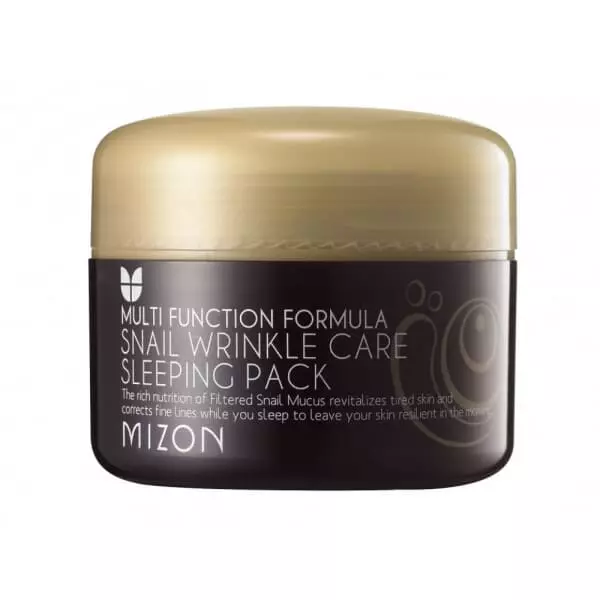 MULTI FUNCTION FORMULA
SNAIL WRINKLE CARE
SLEEPING PACK
The rich nutrition of Filtered Snail Mucus revitalizes tired skin and
corrects fine lines while you sleep to leave your skin resilient in the morning.
MIZON